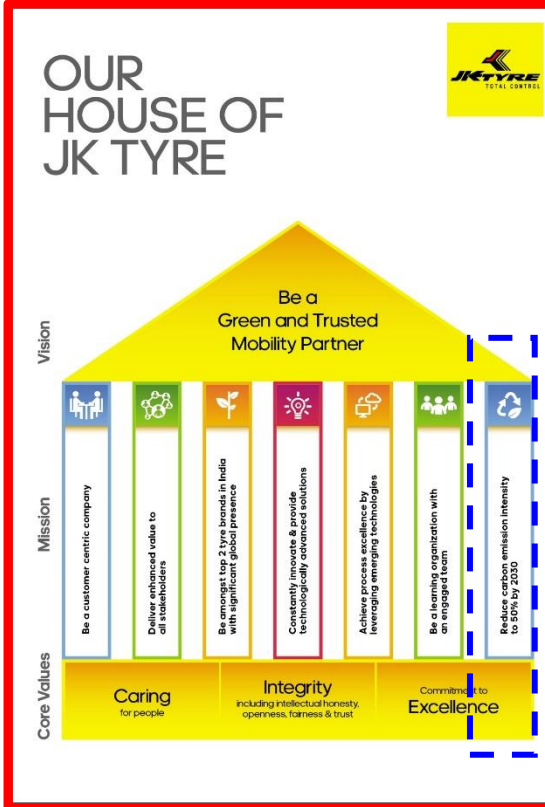 OUR
HOUSE OF
JK TYRE
JKTYRE
TOTAL CONTROL
Vision
Be a
Green and Trusted
Mobility Partner
Mission
Be a customer centric company
Deliver enhanced value to
all stakeholders
Be amongst top 2 tyre brands in India
with significant global presence
Constantly innovate & provide
technologically advanced solutions
Achieve process excellence by
leveraging emerging technologies
Be a learning organization with
an engaged team
Reduce carbon emission intensity
to 50% by 2030
Core Values
Caring
for people
Integrity
including intellectual honesty,
openness, fairness & trust
Commitment to
Excellence